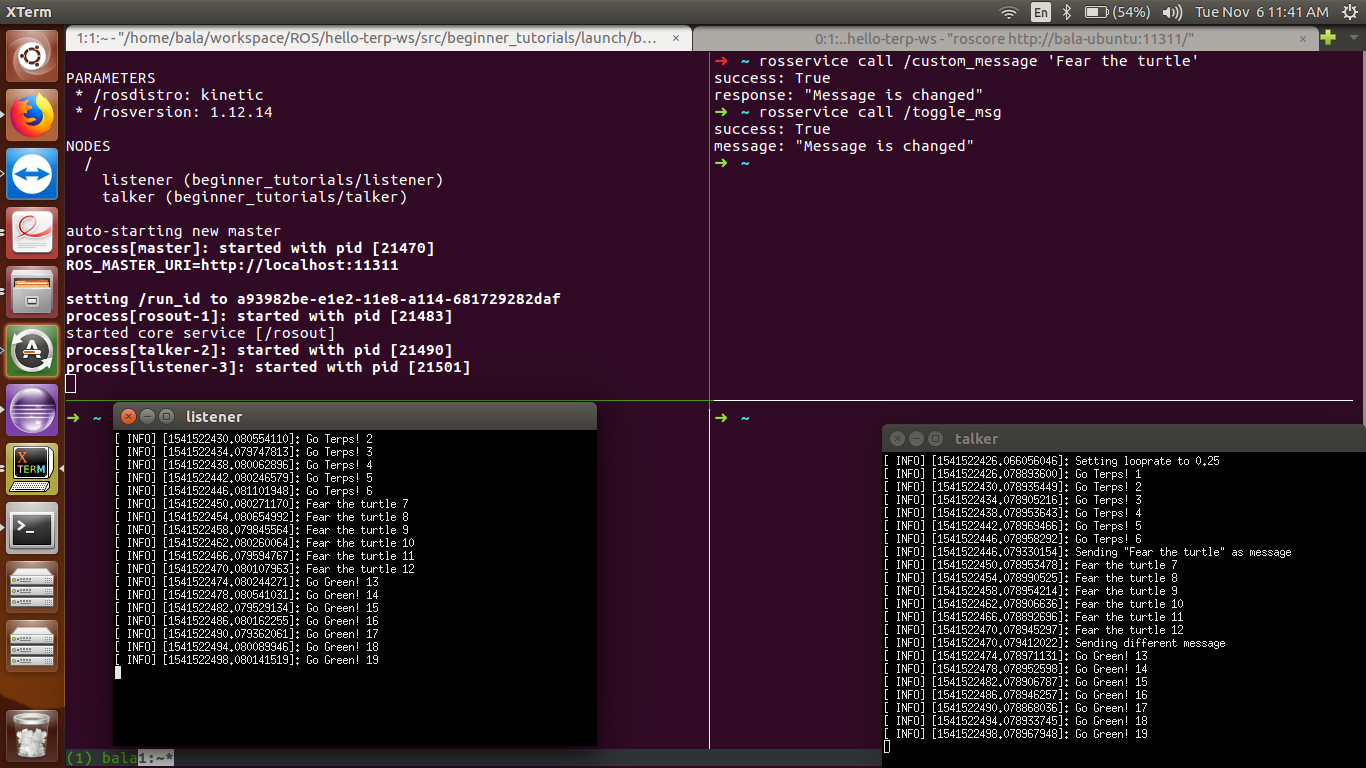 XTerm
En
(54%)
Tue Nov 6 11:41 AM
1:1:~ - "/home/bala/workspace/ROS/hello-terp-ws/src/beginner_tutorials/launch/b… ×
0:1:..hello-terp-ws - "roscore http://bala-ubuntu:11311/" ×
PARAMETERS
* /rosdistro: kinetic
* /rosversion: 1.12.14
NODES
/
listener (beginner_tutorials/listener)
talker (beginner_tutorials/talker)
auto-starting new master
process[master]: started with pid [21470]
ROS_MASTER_URI=http://localhost:11311
setting /run_id to a93982be-e1e2-11e8-a114-681729282daf
process[rosout-1]: started with pid [21483]
started core service [/rosout]
process[talker-2]: started with pid [21490]
process[listener-3]: started with pid [21501]
➜ ~ rosservice call /custom_message 'Fear the turtle'
success: True
response: "Message is changed"
➜ ~ rosservice call /toggle_msg
success: True
message: "Message is changed"
➜ ~
➜ ~
listener
[ INFO] [1541522430.080554110]: Go Terps! 2
[ INFO] [1541522434.079747813]: Go Terps! 3
[ INFO] [1541522438.080062896]: Go Terps! 4
[ INFO] [1541522442.080246579]: Go Terps! 5
[ INFO] [1541522446.081101948]: Go Terps! 6
[ INFO] [1541522450.080271170]: Fear the turtle 7
[ INFO] [1541522454.080654992]: Fear the turtle 8
[ INFO] [1541522458.079845564]: Fear the turtle 9
[ INFO] [1541522462.080260064]: Fear the turtle 10
[ INFO] [1541522466.079594767]: Fear the turtle 11
[ INFO] [1541522470.080107963]: Fear the turtle 12
[ INFO] [1541522474.080244271]: Go Green! 13
[ INFO] [1541522478.080541031]: Go Green! 14
[ INFO] [1541522482.079529134]: Go Green! 15
[ INFO] [1541522486.080162255]: Go Green! 16
[ INFO] [1541522490.079362061]: Go Green! 17
[ INFO] [1541522494.080089946]: Go Green! 18
[ INFO] [1541522498.080141519]: Go Green! 19
➜ ~
talker
[ INFO] [1541522426.066056046]: Setting looprate to 0.25
[ INFO] [1541522426.078893600]: Go Terps! 1
[ INFO] [1541522430.078935449]: Go Terps! 2
[ INFO] [1541522434.078905216]: Go Terps! 3
[ INFO] [1541522438.078953643]: Go Terps! 4
[ INFO] [1541522442.078969466]: Go Terps! 5
[ INFO] [1541522446.078958292]: Go Terps! 6
[ INFO] [1541522446.079330154]: Sending "Fear the turtle" as message
[ INFO] [1541522450.078953478]: Fear the turtle 7
[ INFO] [1541522454.078990525]: Fear the turtle 8
[ INFO] [1541522458.078954214]: Fear the turtle 9
[ INFO] [1541522462.078906636]: Fear the turtle 10
[ INFO] [1541522466.078892696]: Fear the turtle 11
[ INFO] [1541522470.078945297]: Fear the turtle 12
[ INFO] [1541522470.079412022]: Sending different message
[ INFO] [1541522474.078971131]: Go Green! 13
[ INFO] [1541522478.078952598]: Go Green! 14
[ INFO] [1541522482.078906787]: Go Green! 15
[ INFO] [1541522486.078946257]: Go Green! 16
[ INFO] [1541522490.078868036]: Go Green! 17
[ INFO] [1541522494.078933745]: Go Green! 18
[ INFO] [1541522498.078967948]: Go Green! 19
X
TERM
(1) bala 1:~*